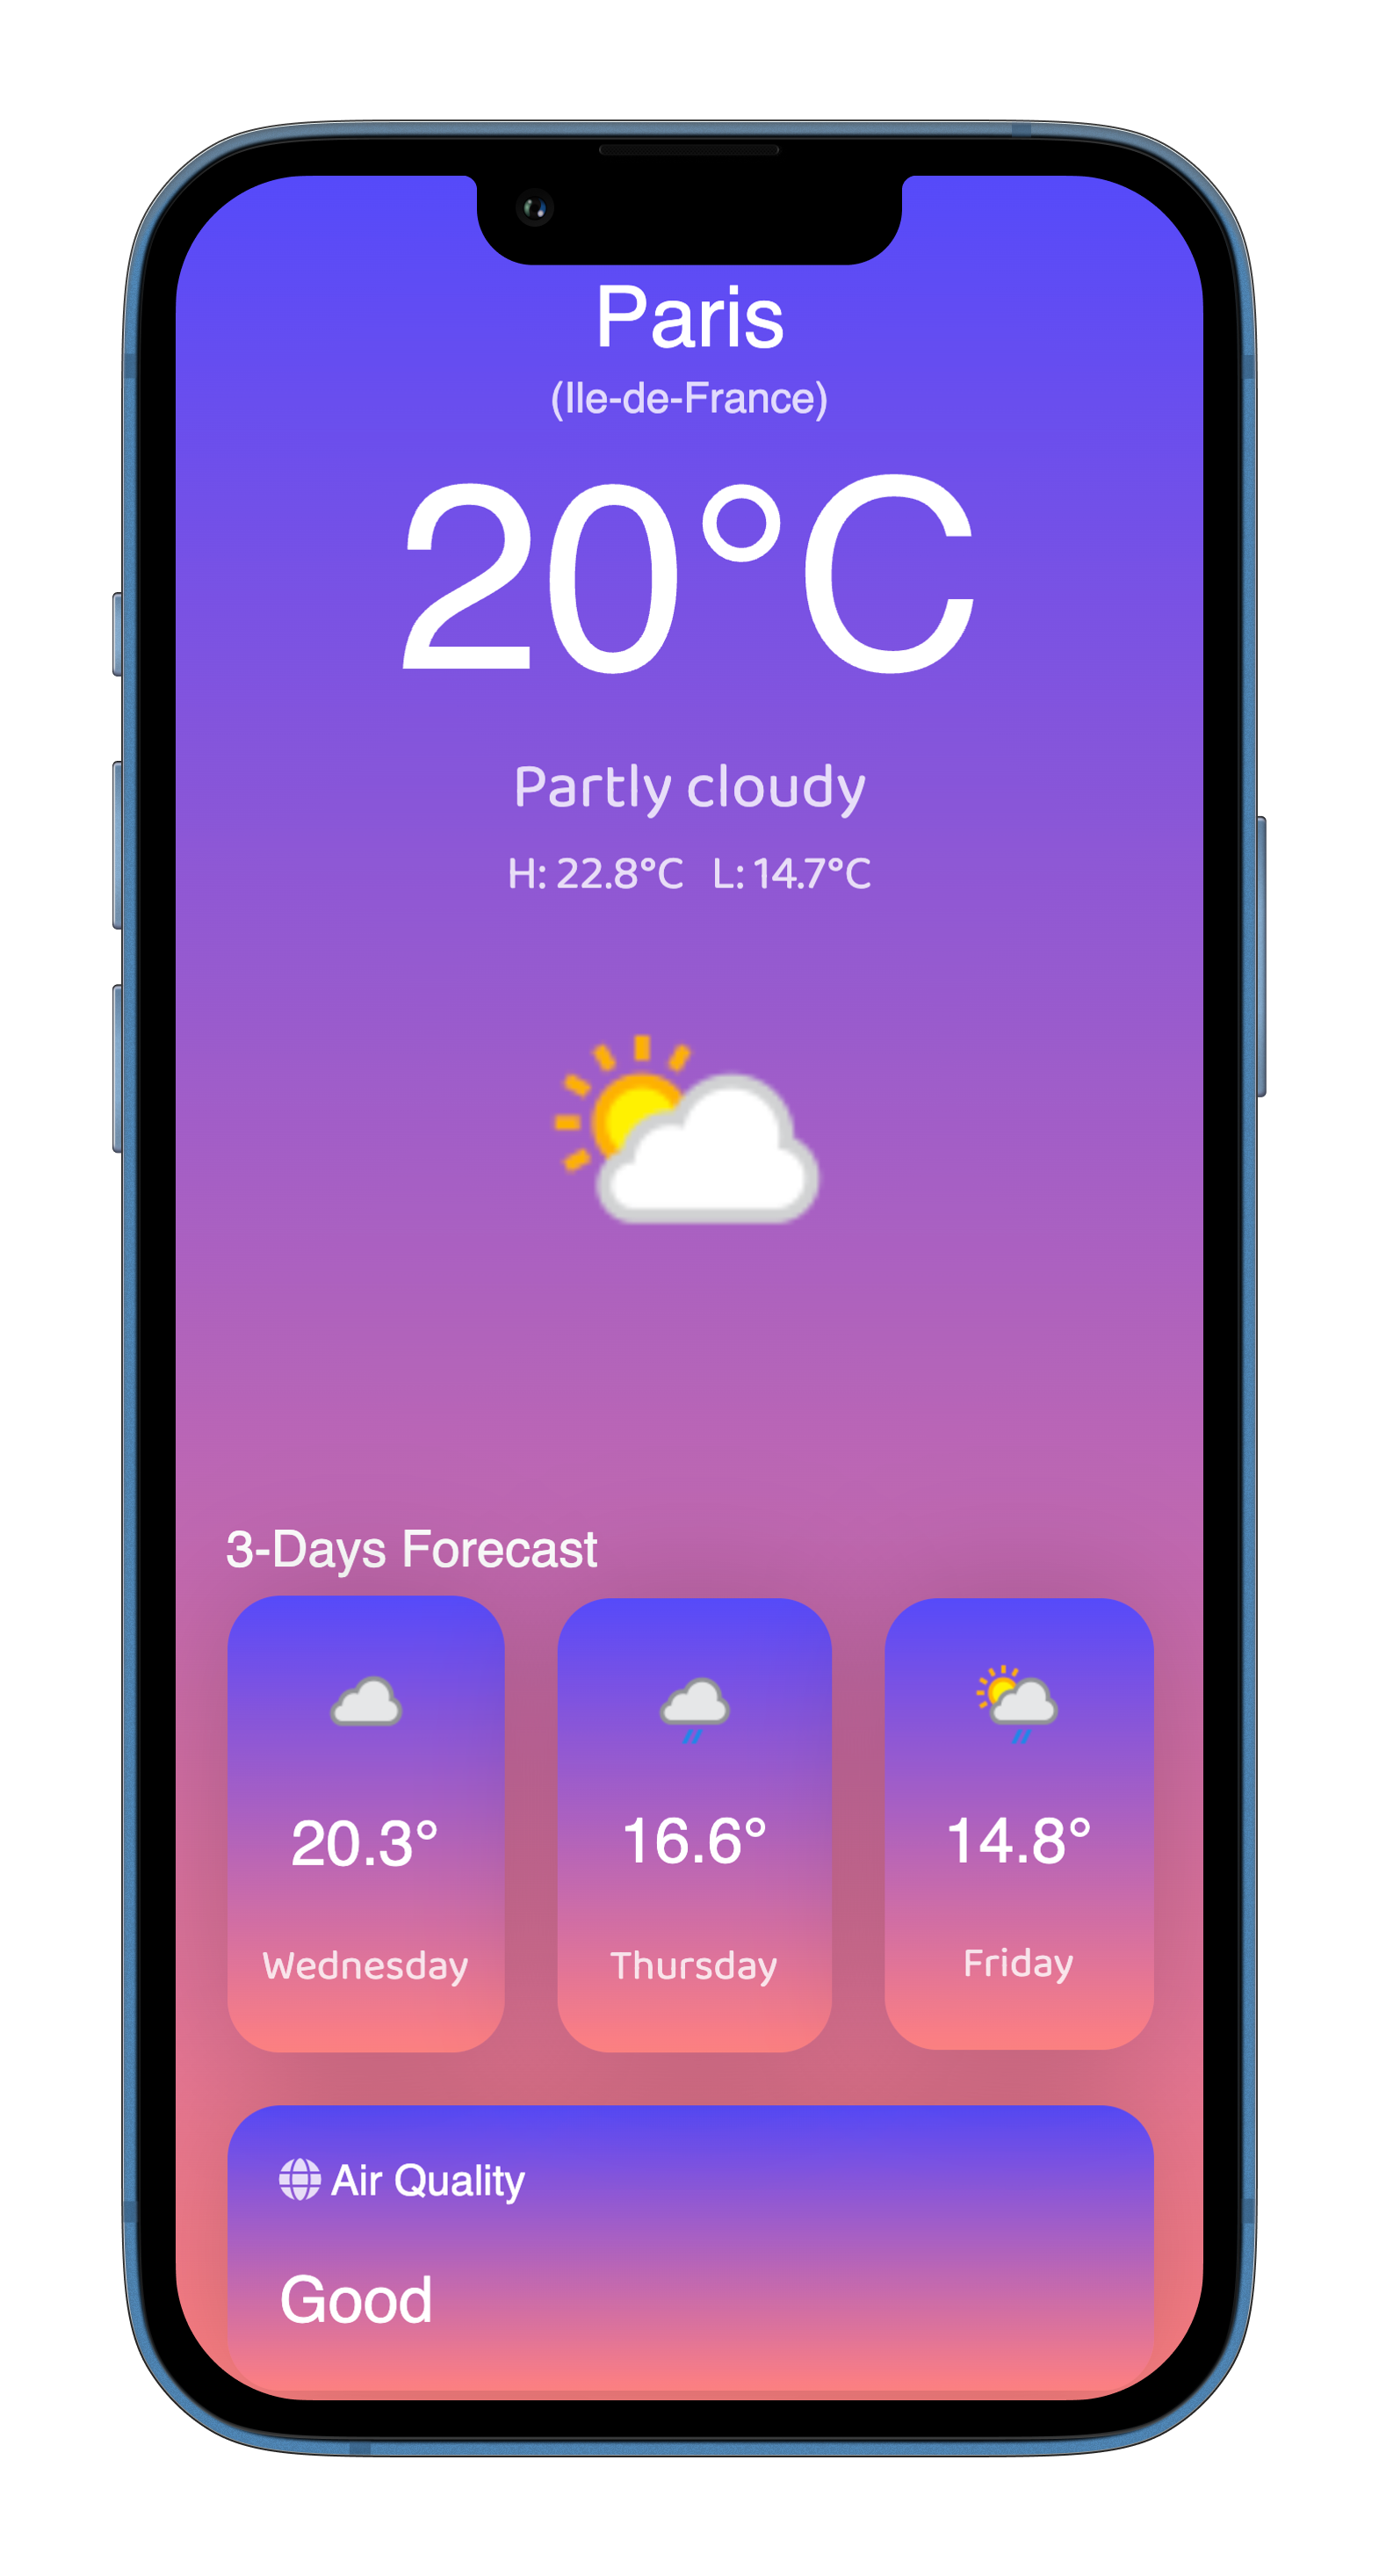 Paris
(Ile-de-France)
20°C
Partly cloudy
H: 22.8°C L: 14.7°C
3-Days Forecast
20.3° 16.6° 14.8°
Wednesday Thursday Friday
Air Quality
Good